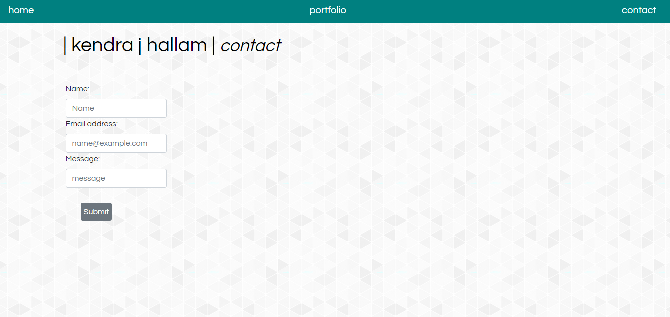 home portfolio contact
| kendra j hallam | contact
Name:
Name
Email address:
name@example.com
Message:
message
Submit